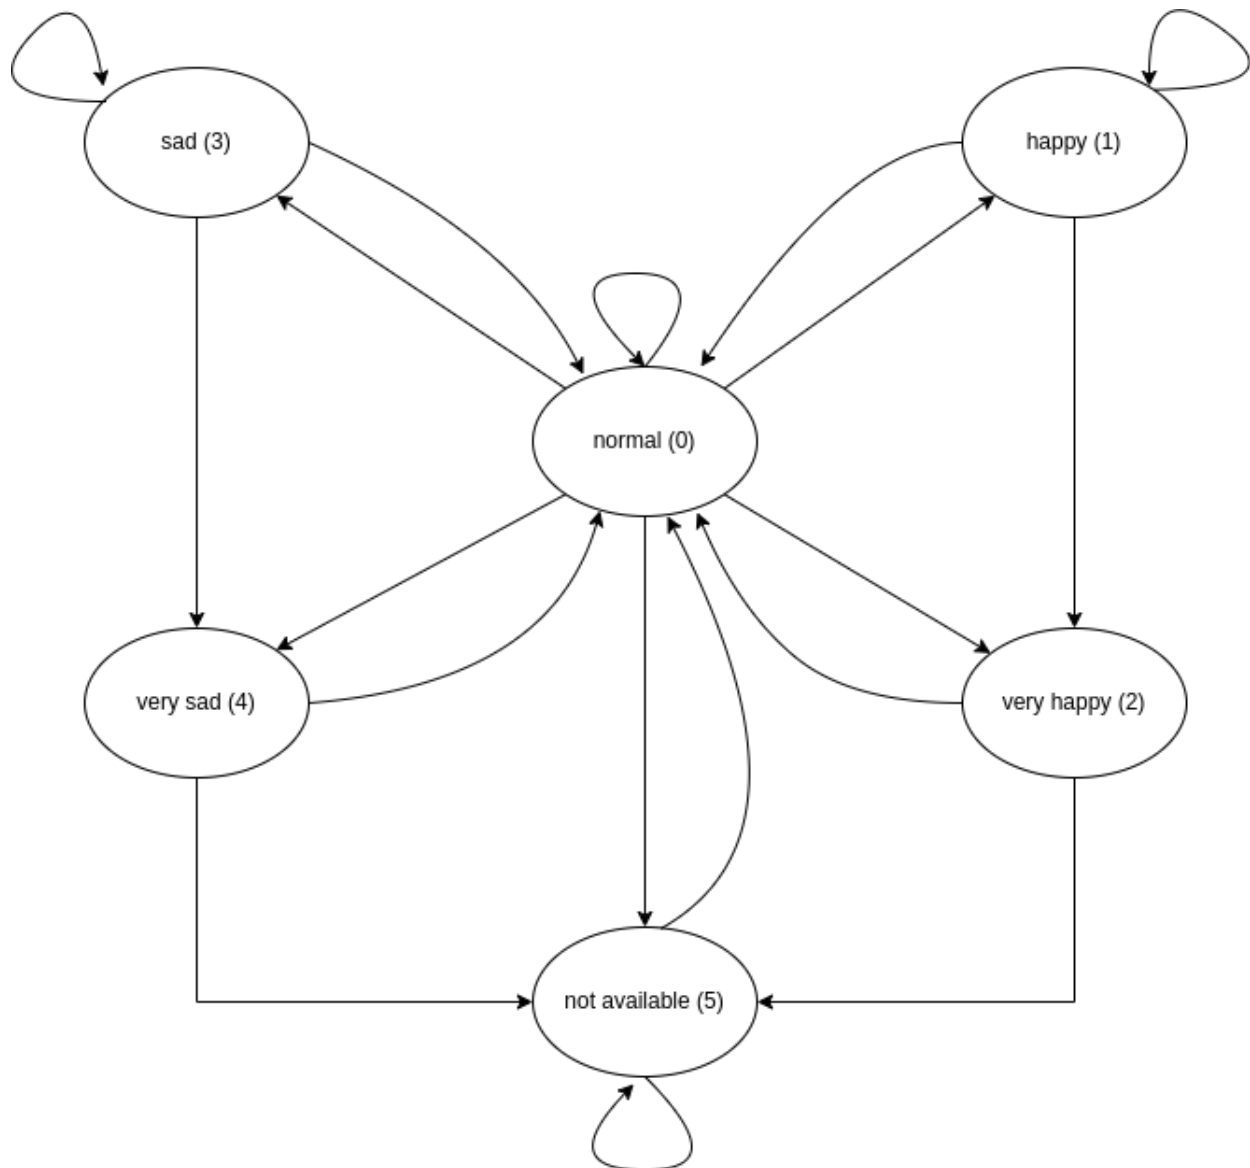 sad (3)
happy (1)
normal (0)
very sad (4)
very happy (2)
not available (5)